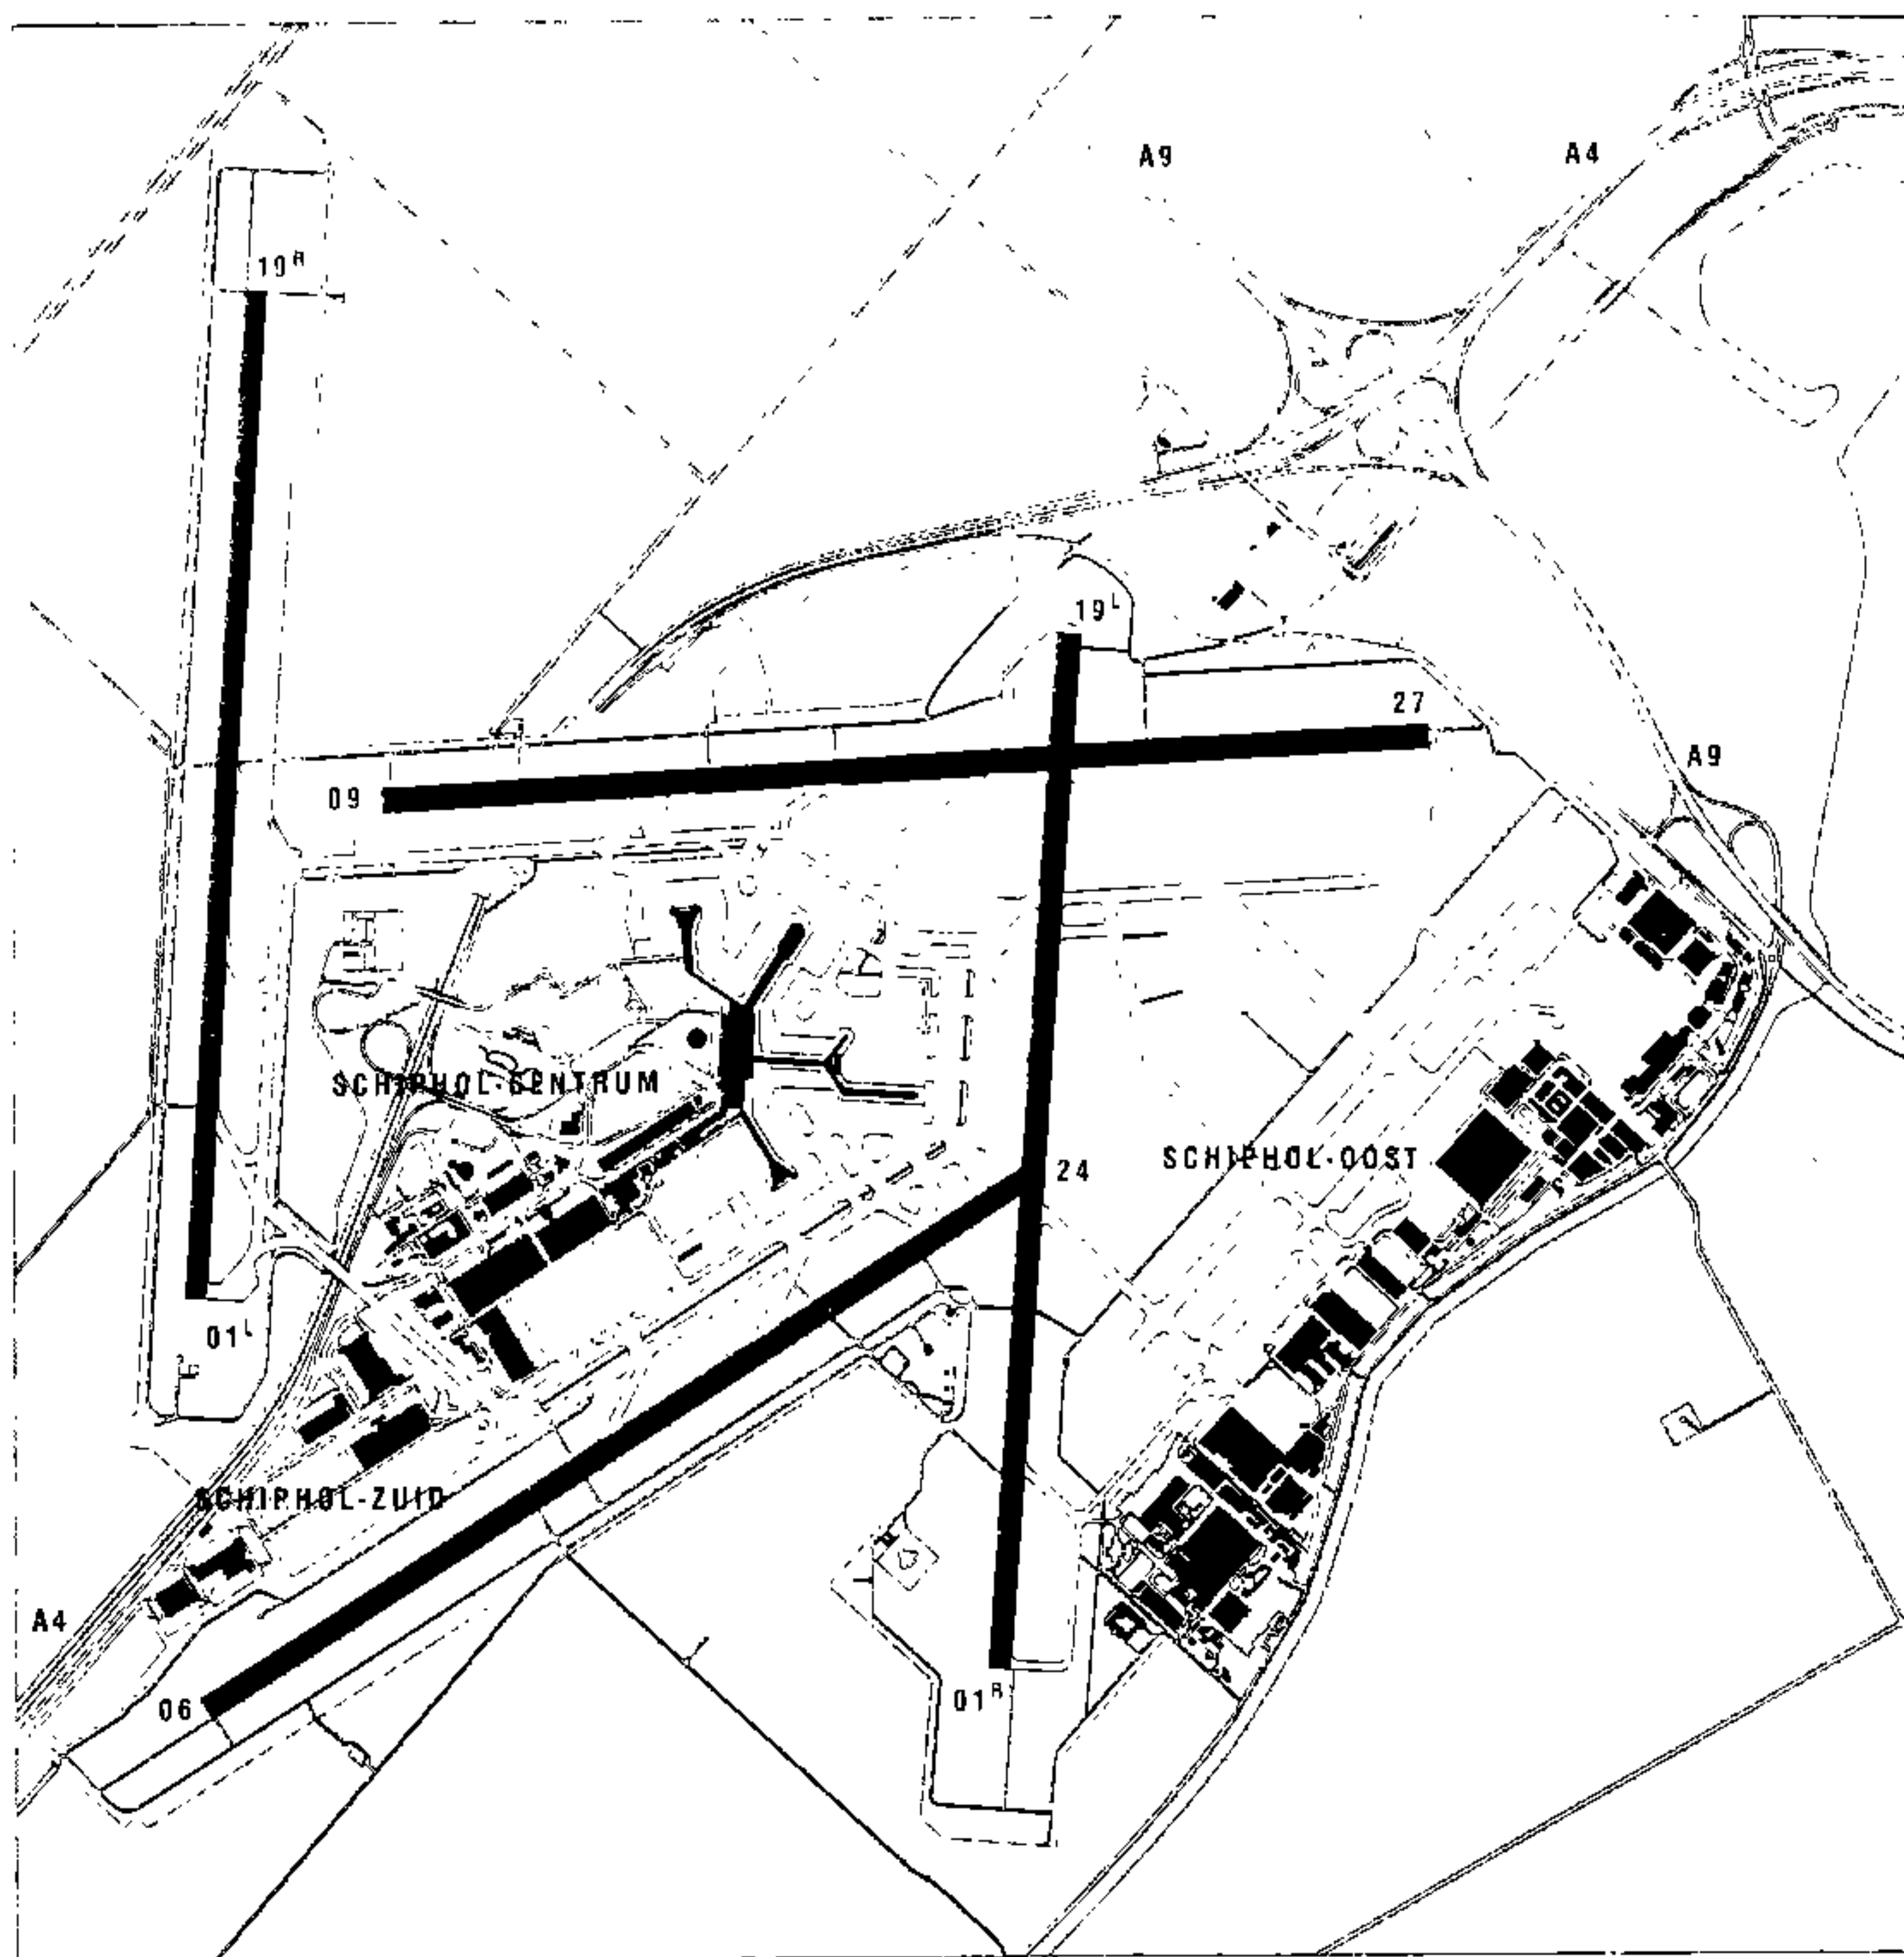 A9
A4
19R
19L
27
A9
09
SCHIPHOL-CENTRUM
SCHIPHOL-OOST
24
01L
SCHIPHOL-ZUID
A4
06
01R